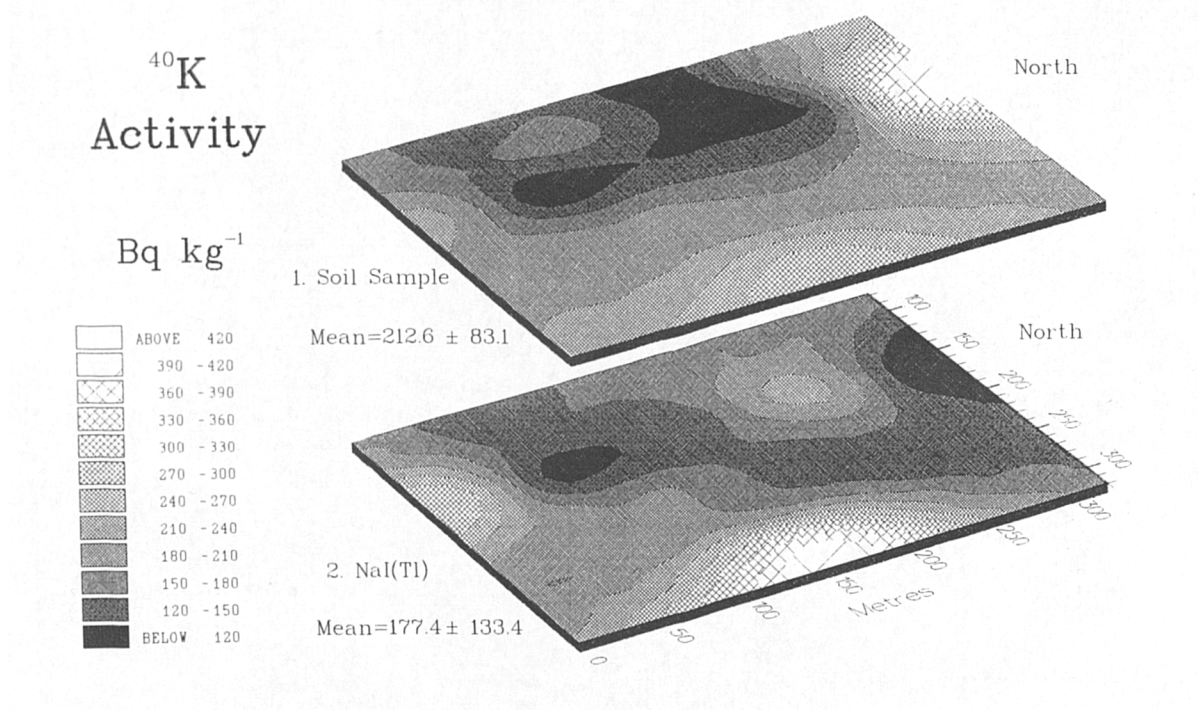 ⁴⁰K
Activity
Bq kg⁻¹
ABOVE 420
390 -420
360 -390
330 -360
300 -330
270 -300
240 -270
210 -240
180 -210
150 -180
120 -150
BELOW 120
North
1. Soil Sample
Mean=212.6 ± 83.1
North
100
150
200
250
300
2. NaI(Tl)
Mean=177.4± 133.4
0
50
100
150
200
250
300
Metres